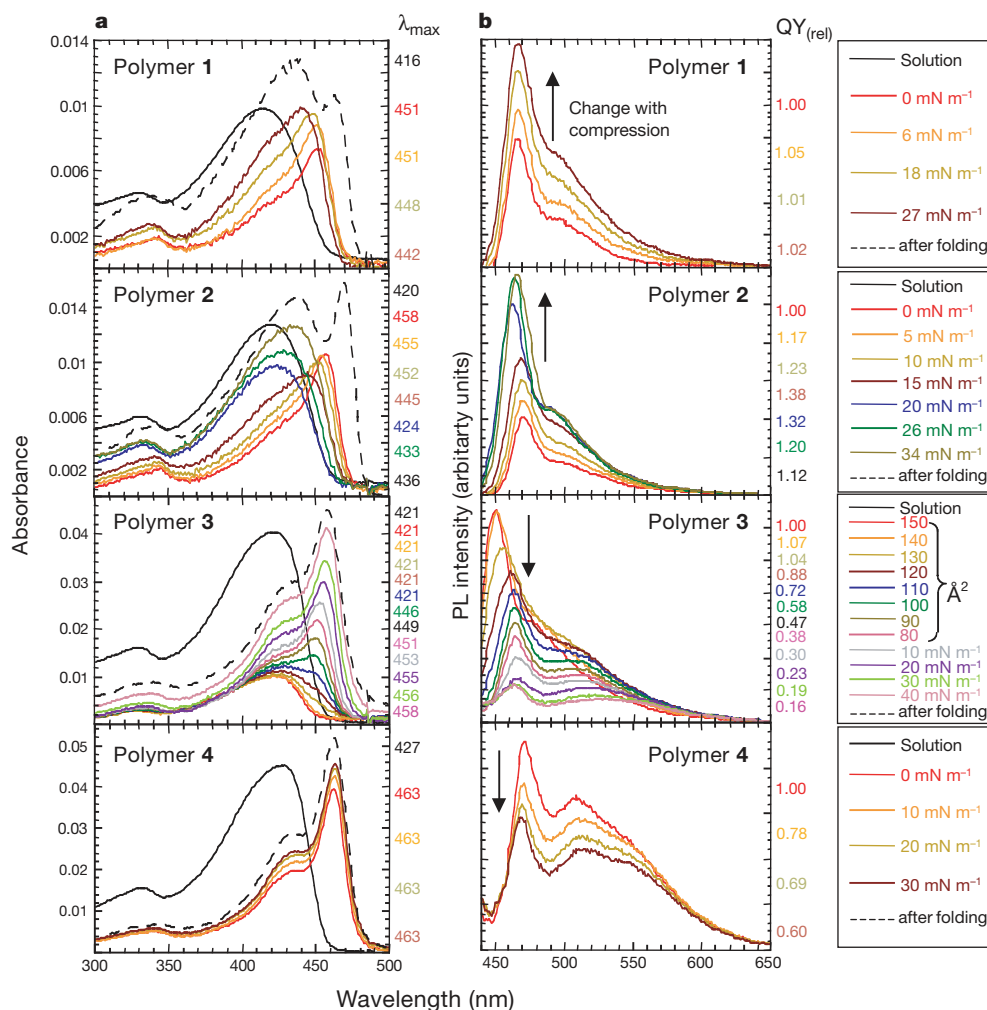 a
λmax
b
QY(rel)
Absorbance
0.014
0.01
0.006
0.002
Polymer 1
416
451
451
448
442
Polymer 1
Change with
compression
1.00
1.05
1.01
1.02
Solution
0 mN m⁻¹
6 mN m⁻¹
18 mN m⁻¹
27 mN m⁻¹
after folding
0.014
0.01
0.006
0.002
Polymer 2
420
458
455
452
445
424
433
436
PL intensity (arbitarty units)
Polymer 2
1.00
1.17
1.23
1.38
1.32
1.20
1.12
Solution
0 mN m⁻¹
5 mN m⁻¹
10 mN m⁻¹
15 mN m⁻¹
20 mN m⁻¹
26 mN m⁻¹
34 mN m⁻¹
after folding
0.04
0.03
0.02
0.01
Polymer 3
421
421
421
421
421
421
446
449
451
453
455
456
458
Polymer 3
1.00
1.07
1.04
0.88
0.72
0.58
0.47
0.38
0.30
0.23
0.19
0.16
Solution
150
140
130
120
110
100
90
80
Å²
10 mN m⁻¹
20 mN m⁻¹
30 mN m⁻¹
40 mN m⁻¹
after folding
0.05
0.04
0.03
0.02
0.01
Polymer 4
427
463
463
463
463
Polymer 4
1.00
0.78
0.69
0.60
Solution
0 mN m⁻¹
10 mN m⁻¹
20 mN m⁻¹
30 mN m⁻¹
after folding
300 350 400 450 500
450 500 550 600 650
Wavelength (nm)